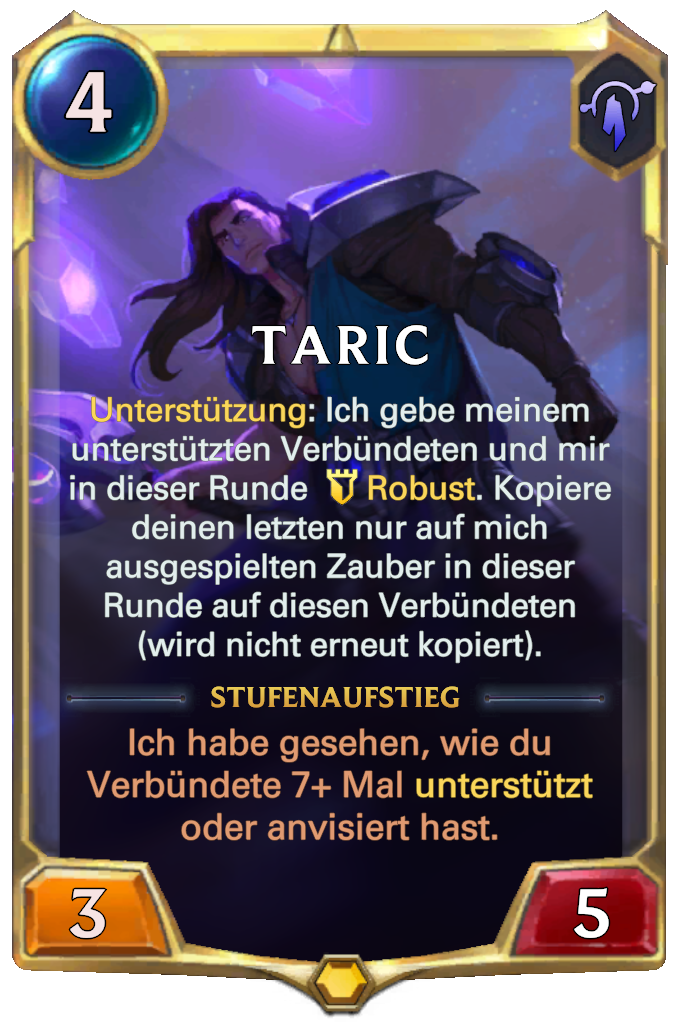 4
TARIC
Unterstützung: Ich gebe meinem
unterstützten Verbündeten und mir
in dieser Runde Robust. Kopiere
deinen letzten nur auf mich
ausgespielten Zauber in dieser
Runde auf diesen Verbündeten
(wird nicht erneut kopiert).
STUFENAUFSTIEG
Ich habe gesehen, wie du
Verbündete 7+ Mal unterstützt
oder anvisiert hast.
3
5